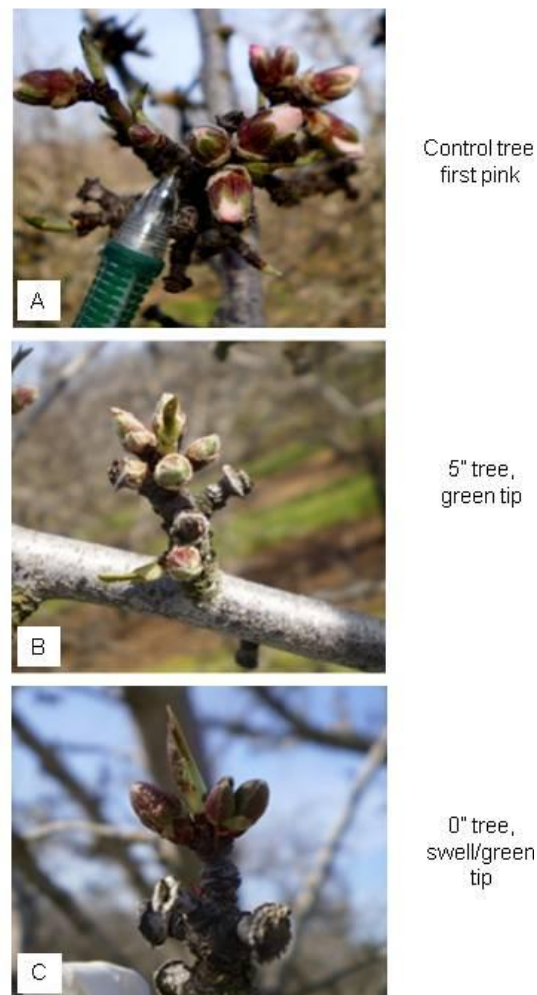 Control tree
first pink
A
5" tree,
green tip
B
0" tree,
swell/green
tip
C